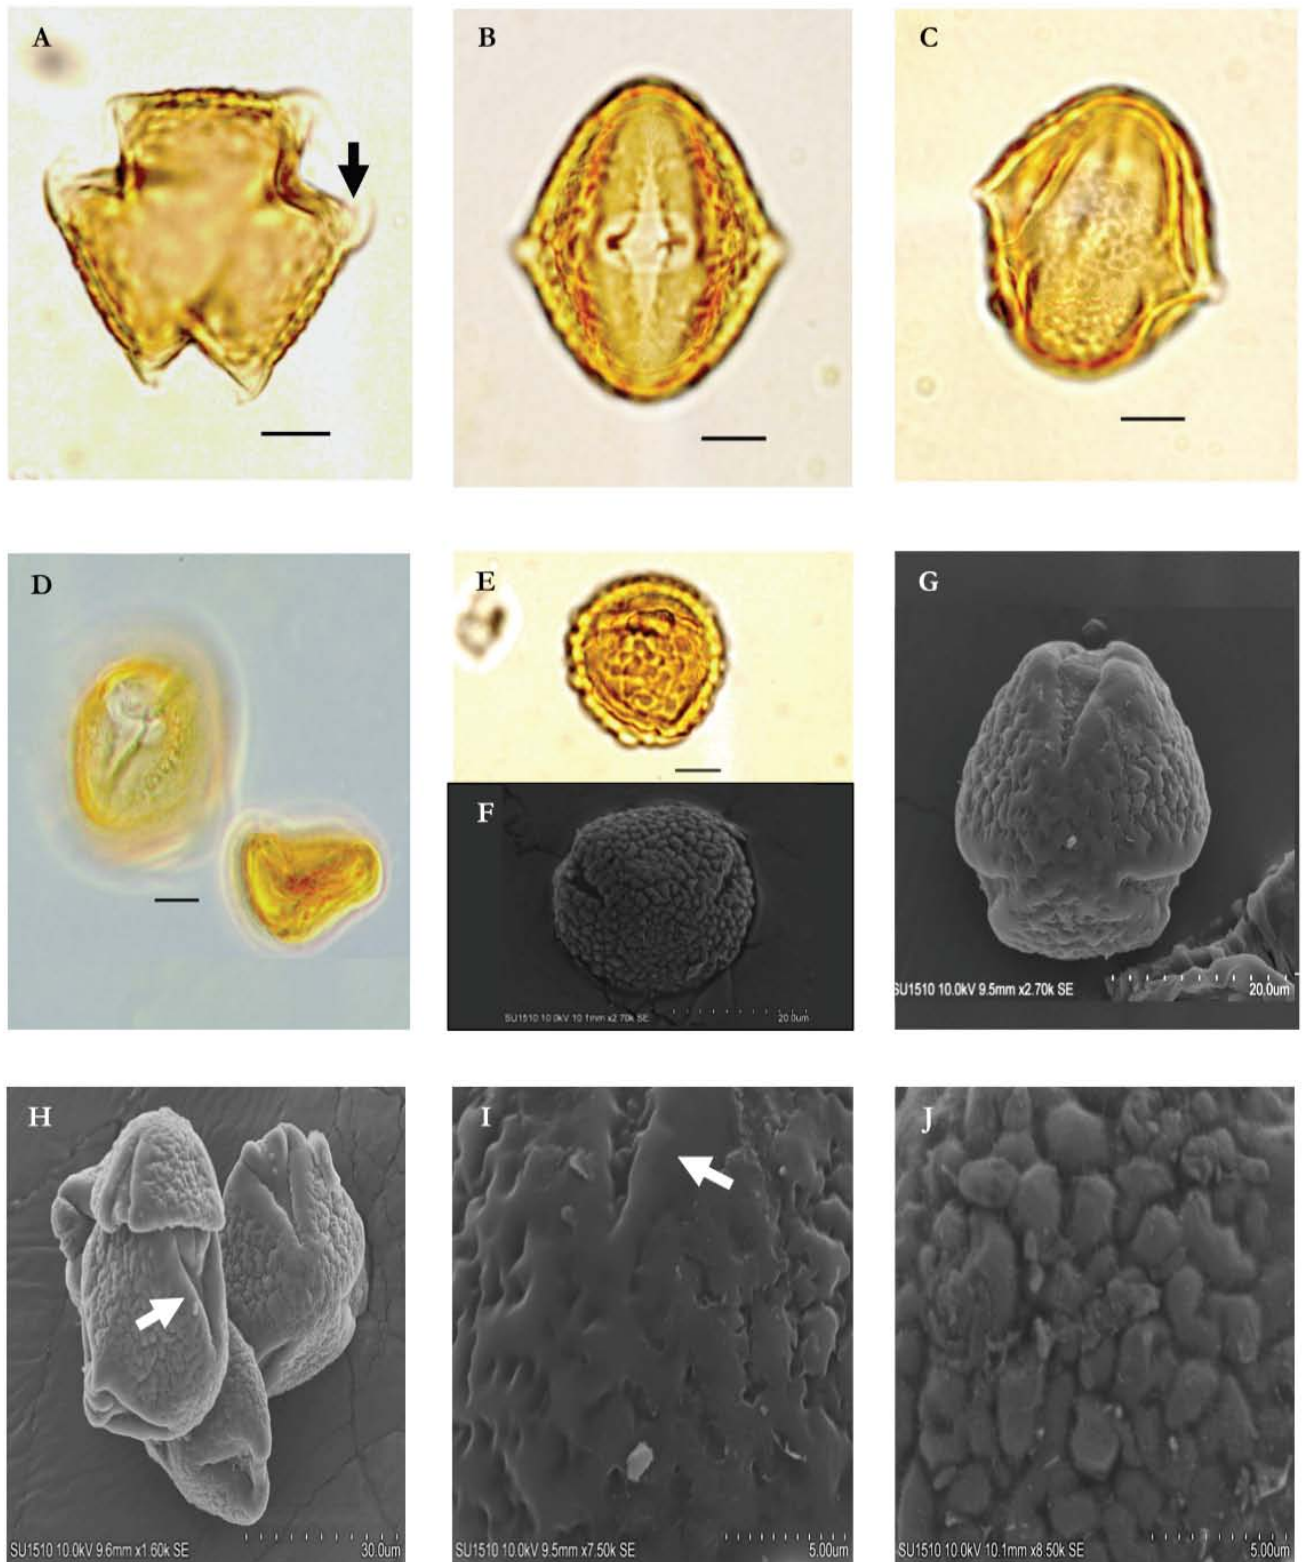 A
B
C
D
E
F
SU1510 10.0kV 10.1mm x2.70k SE 20.0um
G
SU1510 10.0kV 9.5mm x2.70k SE 20.0um
H
SU1510 10.0kV 9.6mm x1.60k SE 30.0um
I
SU1510 10.0kV 9.5mm x7.50k SE 5.00um
J
SU1510 10.0kV 10.1mm x8.50k SE 5.00um